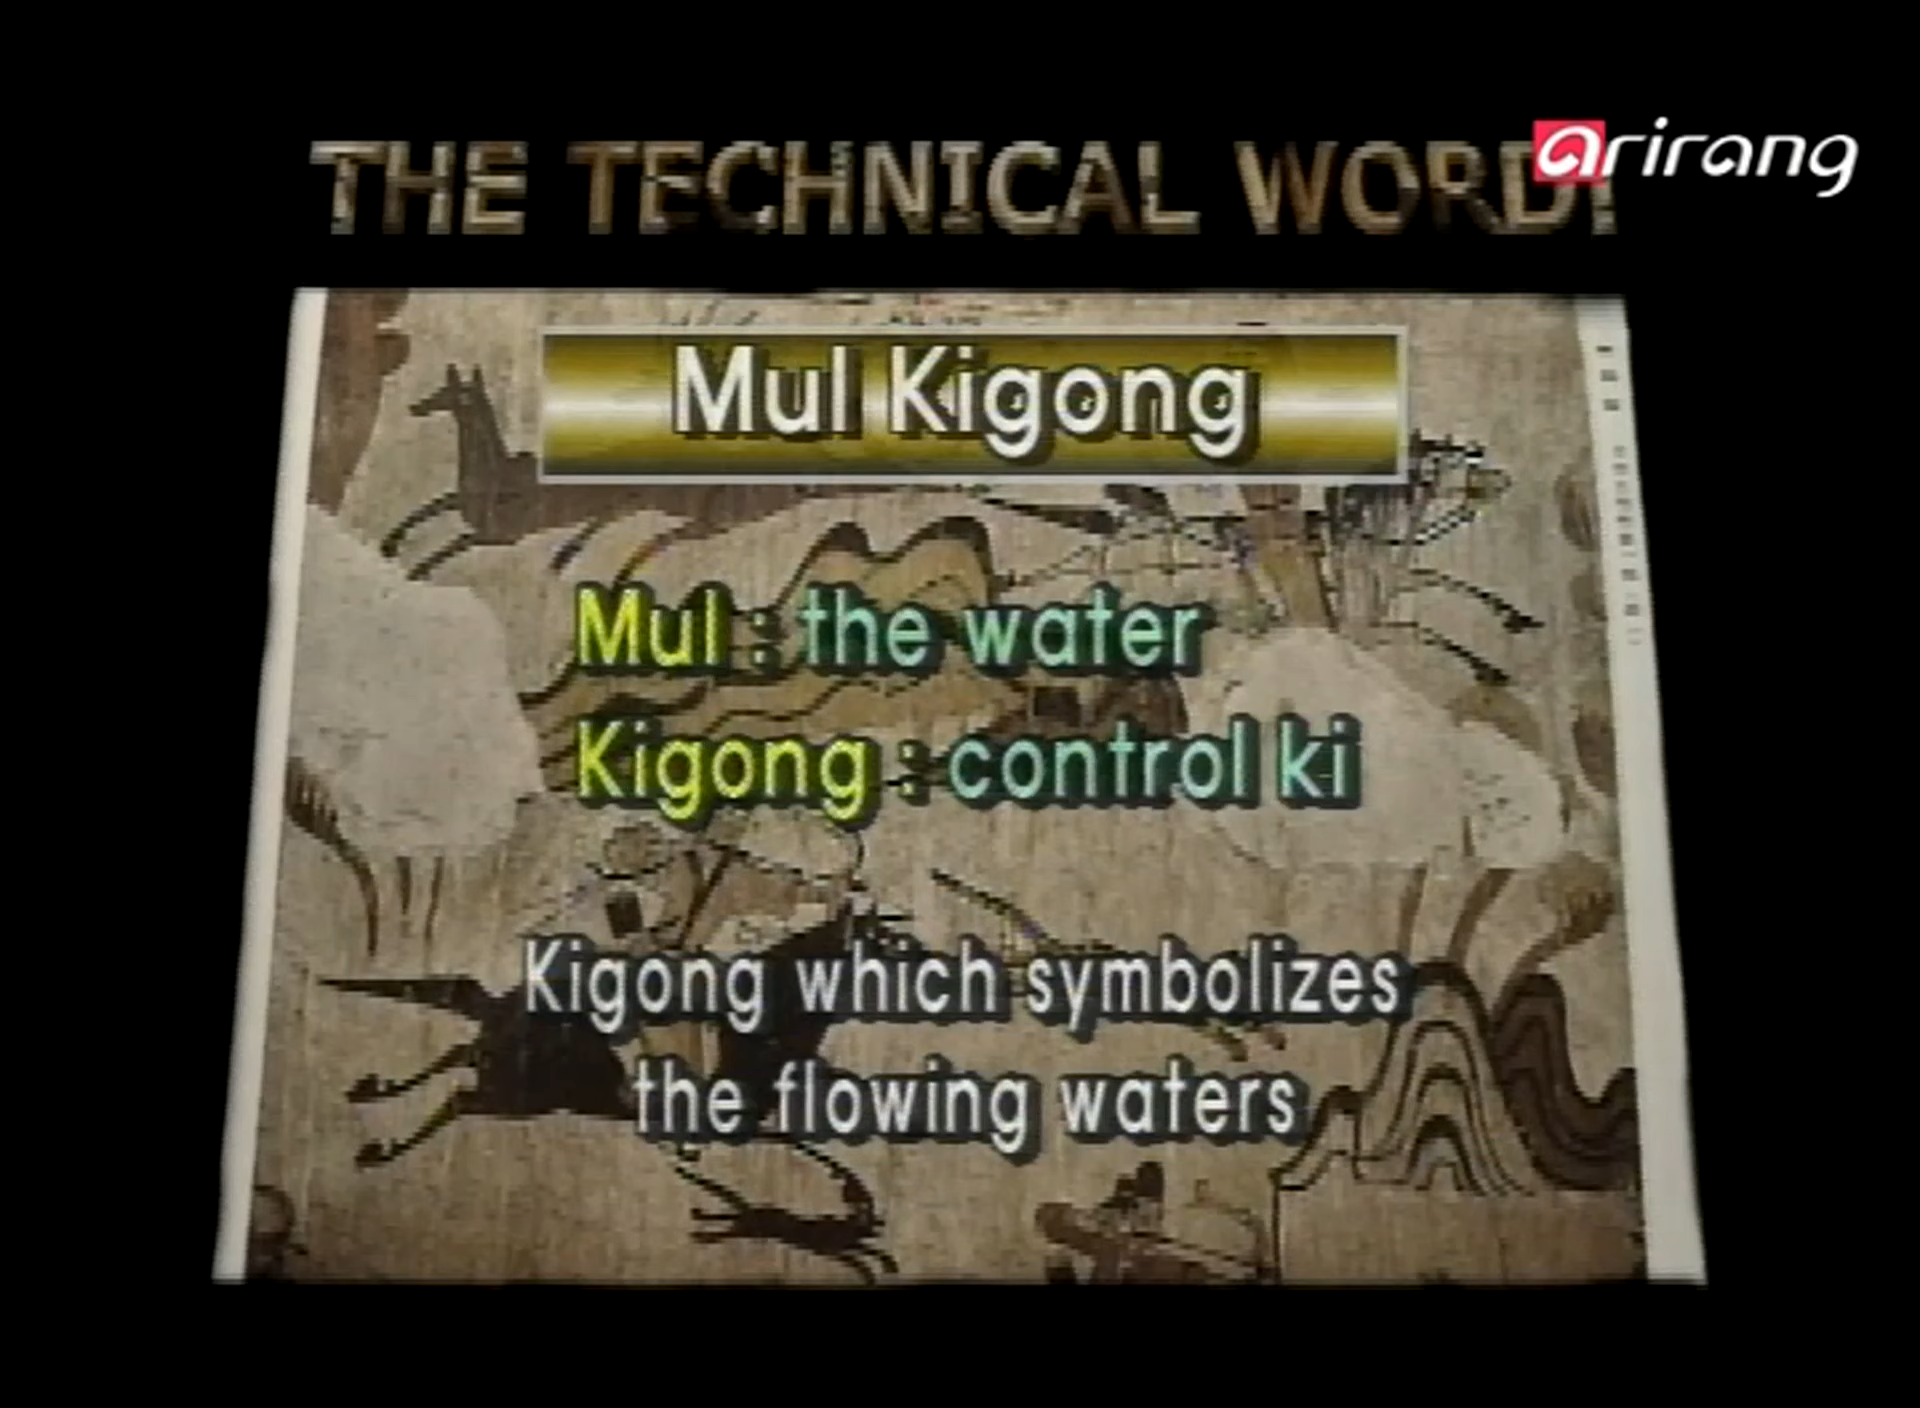 THE TECHNICAL WORD!
arirang
Mul Kigong
Mul : the water
Kigong : control ki
Kigong which symbolizes
the flowing waters